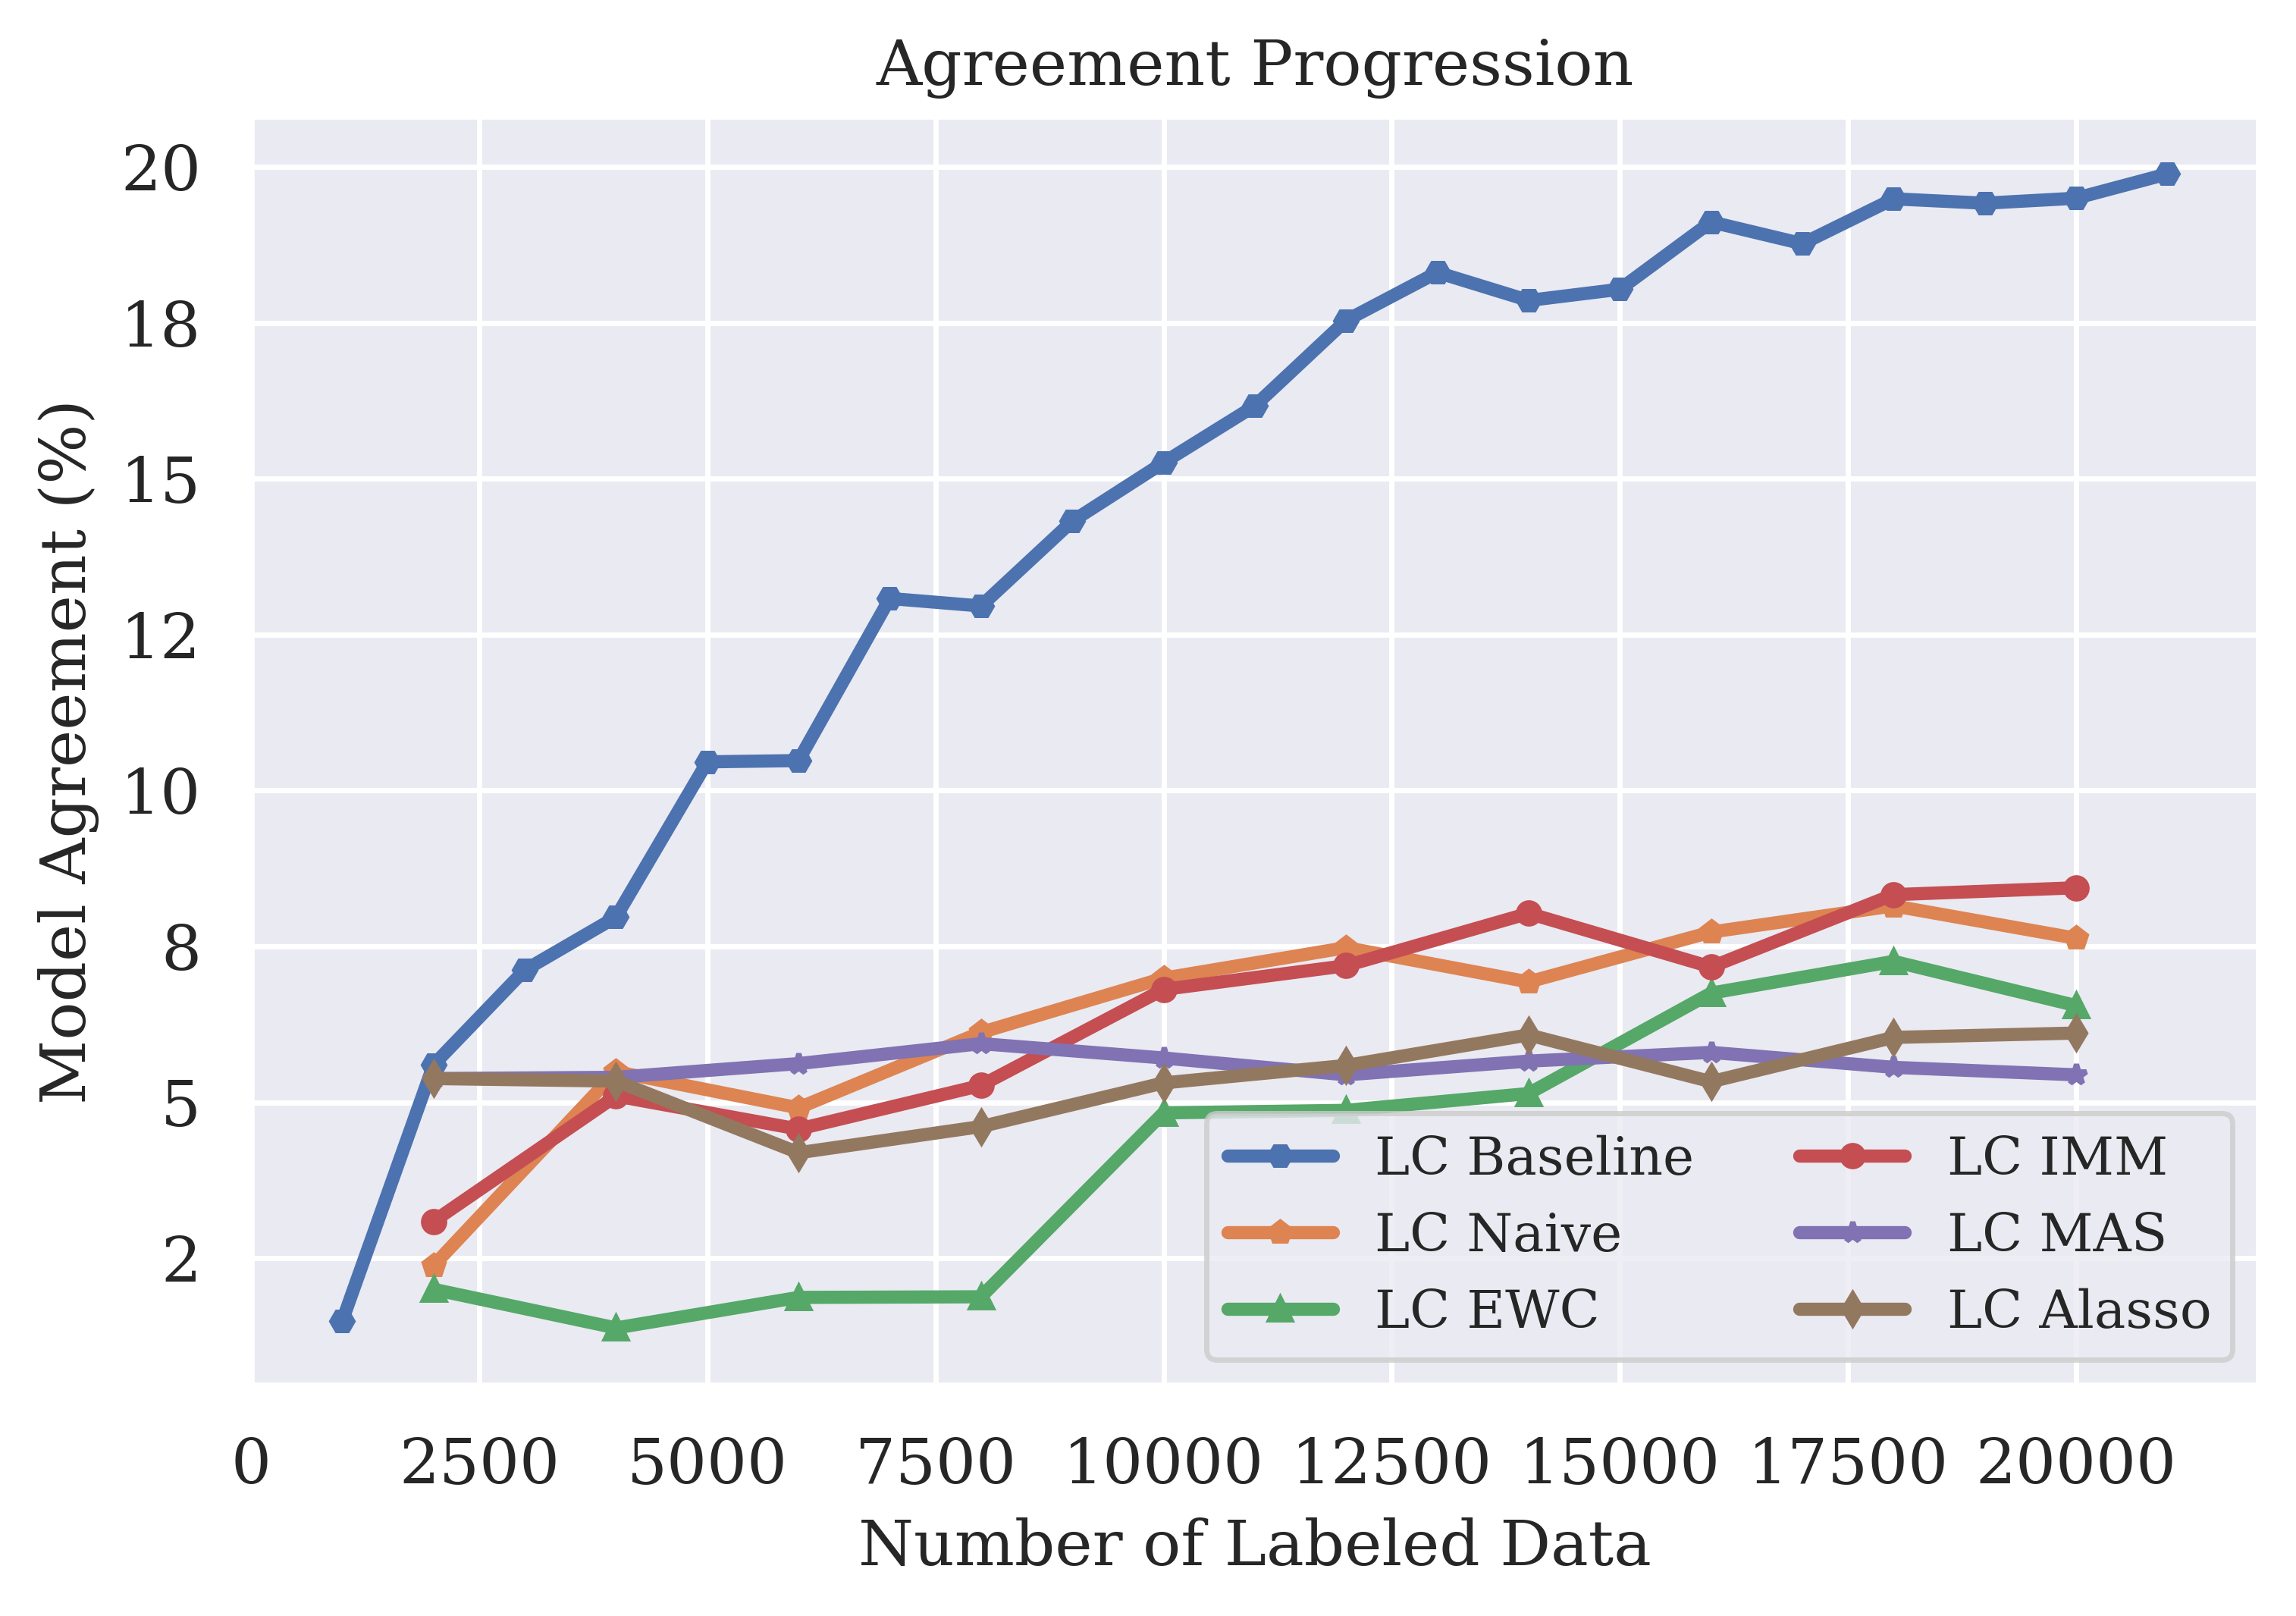 Agreement Progression
Model Agreement (%)
20
18
15
12
10
8
5
2
LC Baseline
LC Naive
LC EWC
LC IMM
LC MAS
LC Alasso
0 2500 5000 7500 10000 12500 15000 17500 20000
Number of Labeled Data